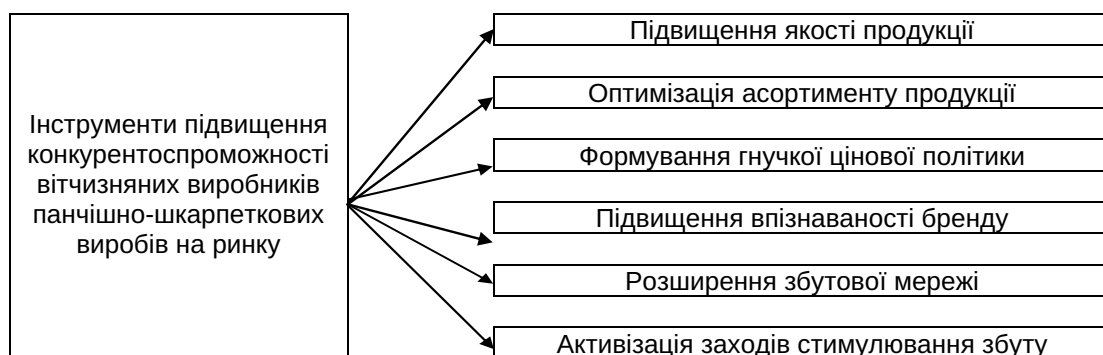 Інструменти підвищення
конкурентоспроможності
вітчизняних виробників
панчішно-шкарпеткових
виробів на ринку
Підвищення якості продукції
Оптимізація асортименту продукції
Формування гнучкої цінової політики
Підвищення впізнаваності бренду
Розширення збутової мережі
Активізація заходів стимулювання збуту